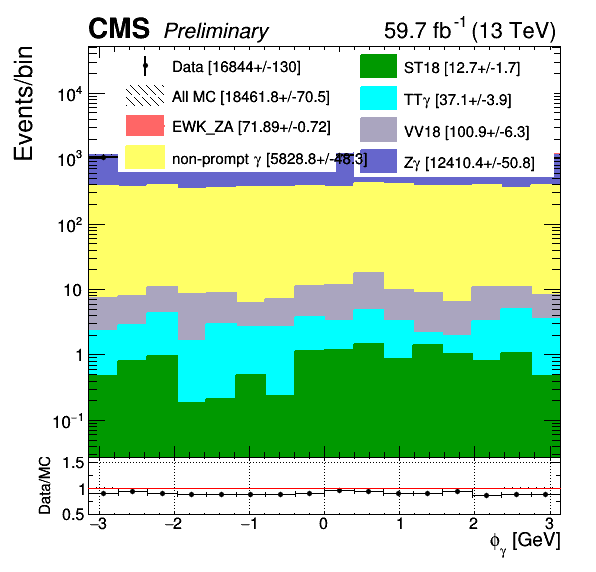 CMS Preliminary 59.7 fb⁻¹ (13 TeV)
Events/bin
Data [16844+/-130]
All MC [18461.8+/-70.5]
EWK_ZA [71.89+/-0.72]
non-prompt γ [5828.8+/-48.3]
ST18 [12.7+/-1.7]
TTγ [37.1+/-3.9]
VV18 [100.9+/-6.3]
Zγ [12410.4+/-50.8]
10⁴
10³
10²
10
1
10⁻¹
Data/MC
1.5
1
0.5
−3 −2 −1 0 1 2 3
ϕγ [GeV]